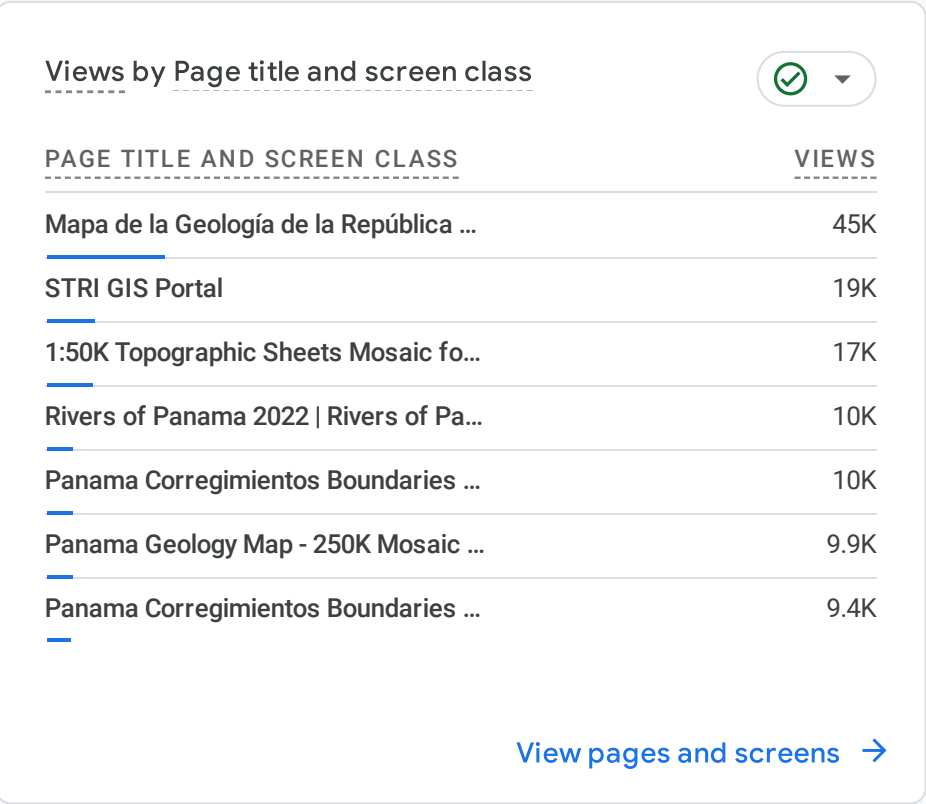 Views by Page title and screen class
PAGE TITLE AND SCREEN CLASS VIEWS
Mapa de la Geología de la República ... 45K
STRI GIS Portal 19K
1:50K Topographic Sheets Mosaic fo... 17K
Rivers of Panama 2022 | Rivers of Pa... 10K
Panama Corregimientos Boundaries ... 10K
Panama Geology Map - 250K Mosaic ... 9.9K
Panama Corregimientos Boundaries ... 9.4K
View pages and screens